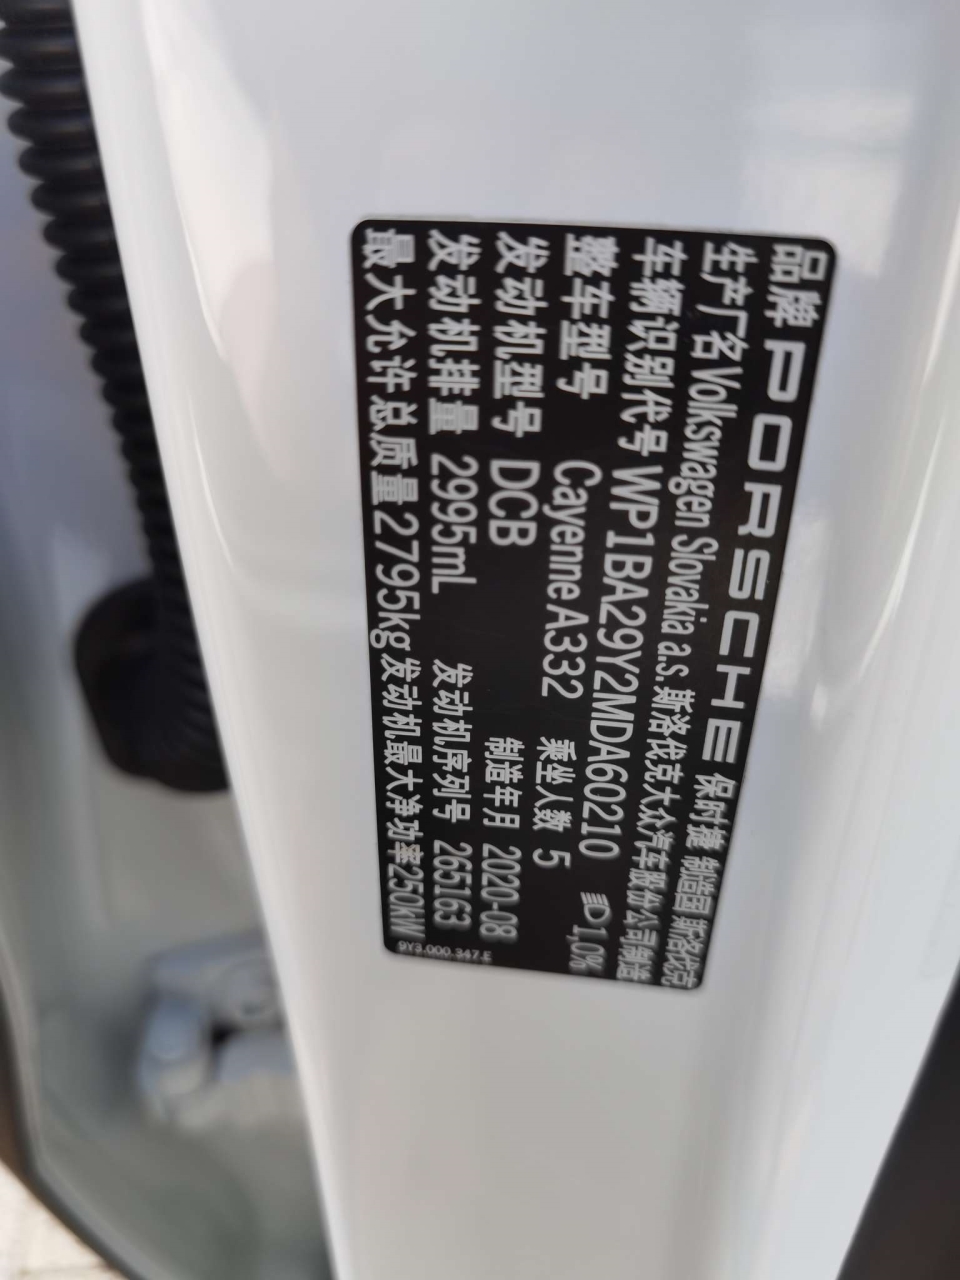 品牌 PORSCHE 保时捷 制造国 斯洛伐克
生产厂名 Volkswagen Slovakia a.s. 斯洛伐克大众汽车股份公司制造
车辆识别代号 WP1BA29Y2MDA60210 1,0%
整车型号 Cayenne A332 乘坐人数 5
发动机型号 DCB 制造年月 2020-08
发动机排量 2995mL 发动机序列号 265163
最大允许总质量 2795kg 发动机最大净功率 250kW
9Y3.000.347.E